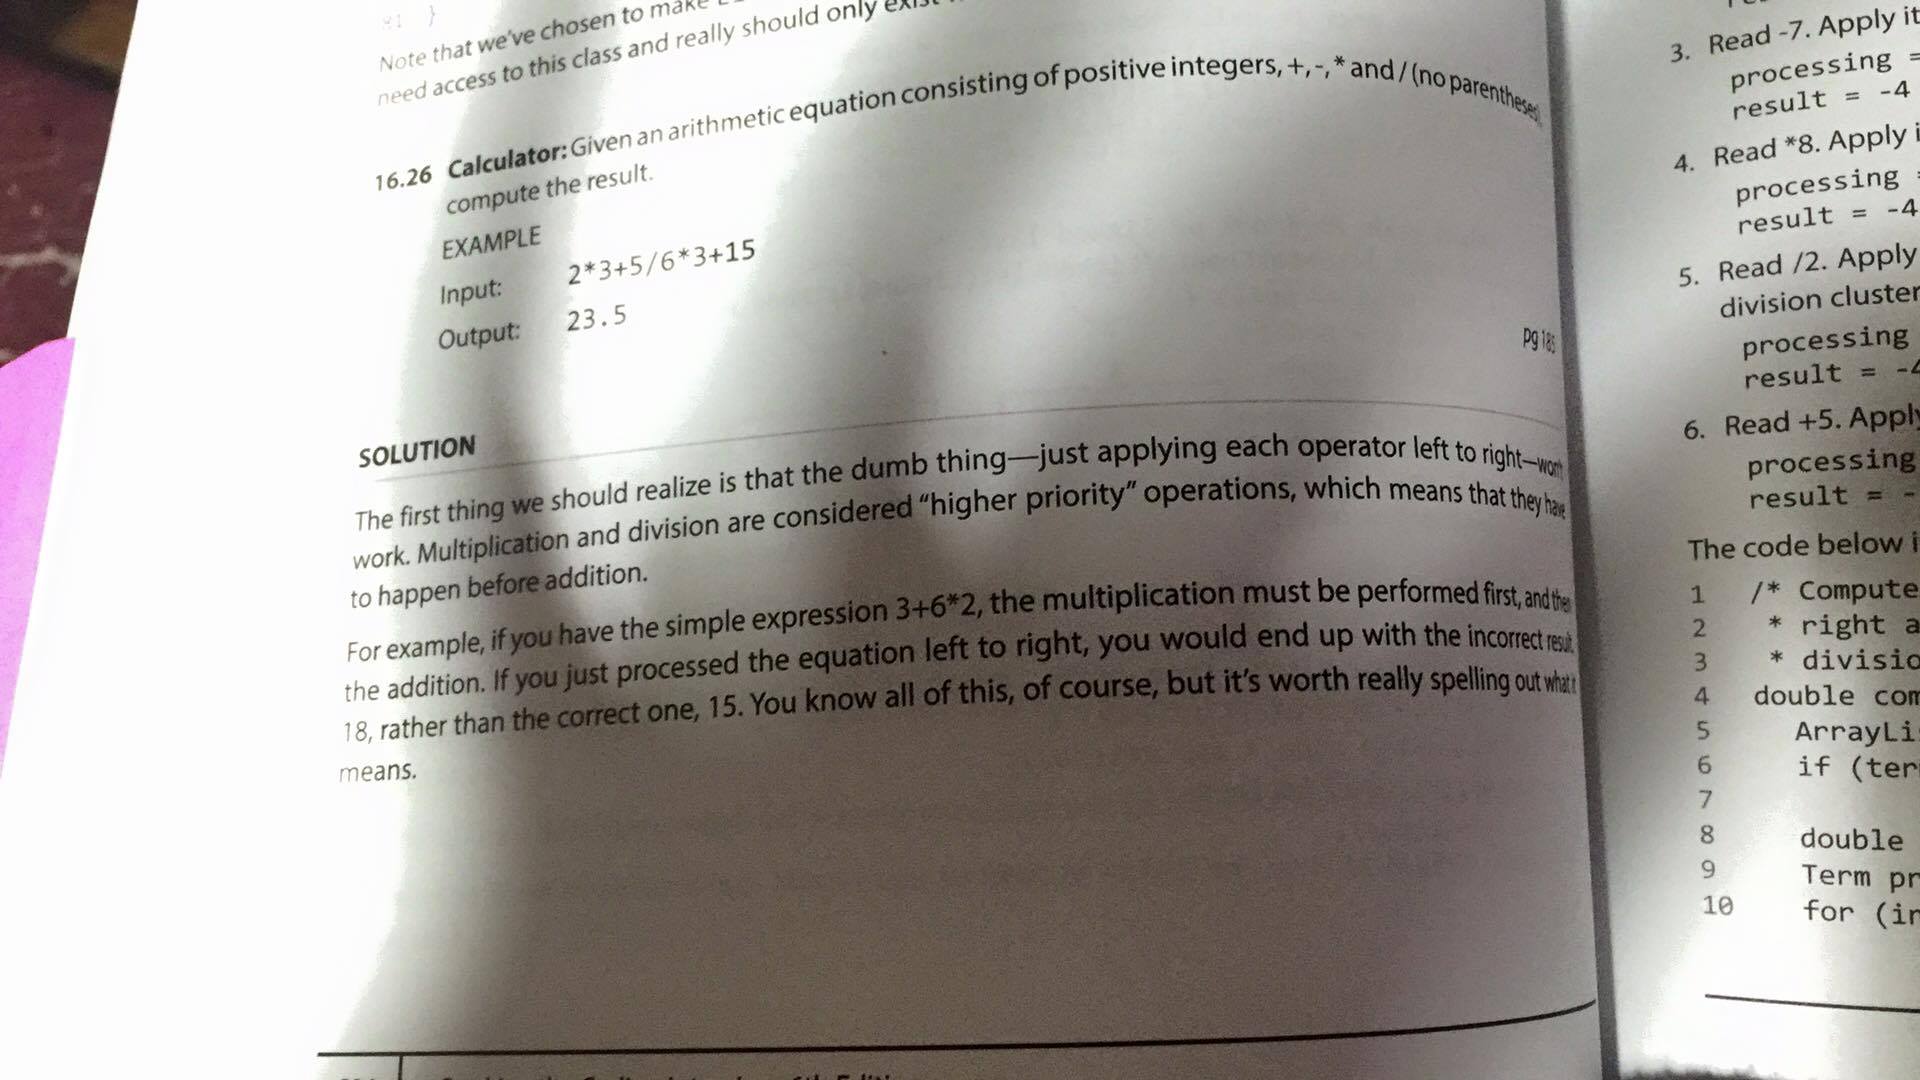 }
Note that we've chosen to make
need access to this class and really should only
16.26 Calculator: Given an arithmetic equation consisting of positive integers, +, -, * and / (no parentheses),
compute the result.
EXAMPLE
Input: 2*3+5/6*3+15
Output: 23.5
Pg 185
SOLUTION
The first thing we should realize is that the dumb thing—just applying each operator left to right—won't
work. Multiplication and division are considered “higher priority” operations, which means that they have
to happen before addition.
For example, if you have the simple expression 3+6*2, the multiplication must be performed first, and then
the addition. If you just processed the equation left to right, you would end up with the incorrect result,
18, rather than the correct one, 15. You know all of this, of course, but it's worth really spelling out what it
means.
3. Read -7. Apply it
processing =
result = -4
4. Read *8. Apply i
processing =
result = -4
5. Read /2. Apply
division cluster
processing
result = -4
6. Read +5. Apply
processing
result = -
The code below i
1 /* Compute
2 * right a
3 * divisio
4 double com
5 ArrayLis
6 if (ter
7
8 double
9 Term pr
10 for (in